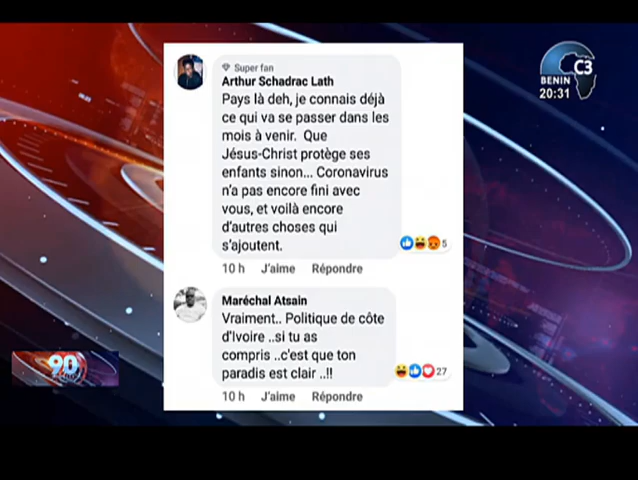 Super fan
Arthur Schadrac Lath
Pays là deh, je connais déjà
ce qui va se passer dans les
mois à venir.  Que
Jésus-Christ protège ses
enfants sinon... Coronavirus
n'a pas encore fini avec
vous, et voilà encore
d'autres choses qui
s'ajoutent.
5
10 h J'aime Répondre
Maréchal Atsain
Vraiment.. Politique de côte
d'Ivoire ..si tu as
compris ..c'est que ton
paradis est clair ..!!
27
10 h J'aime Répondre
C3
BENIN
20:31
90